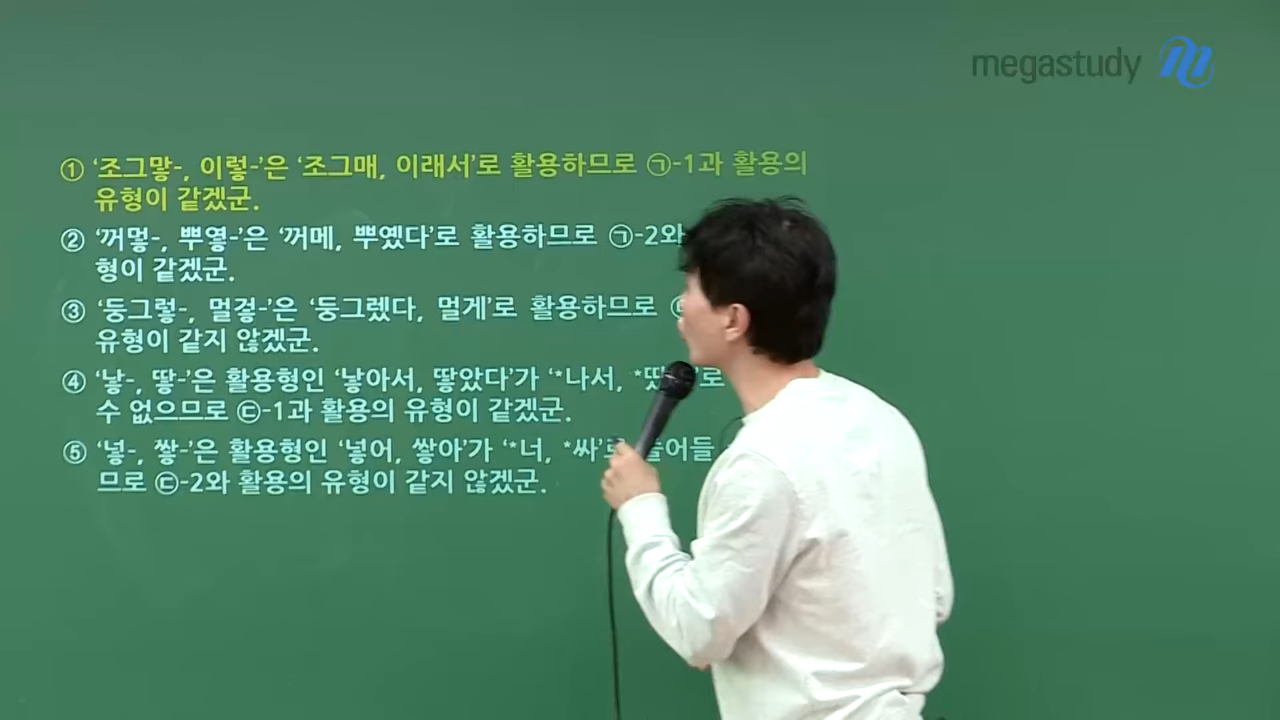 megastudy
① ‘조그맣-, 이렇-’은 ‘조그매, 이래서’로 활용하므로 ㉠-1과 활용의
유형이 같겠군.
② ‘꺼멓-, 뿌옇-’은 ‘꺼메, 뿌옜다’로 활용하므로 ㉠-2와
형이 같겠군.
③ ‘둥그렇-, 멀겋-’은 ‘둥그렜다, 멀게’로 활용하므로
유형이 같지 않겠군.
④ ‘낳-, 땋-’은 활용형인 ‘낳아서, 땋았다’가 ‘*나서,
수 없으므로 ㉢-1과 활용의 유형이 같겠군.
⑤ ‘넣-, 쌓-’은 활용형인 ‘넣어, 쌓아’가 ‘*너, *싸’로
므로 ㉢-2와 활용의 유형이 같지 않겠군.